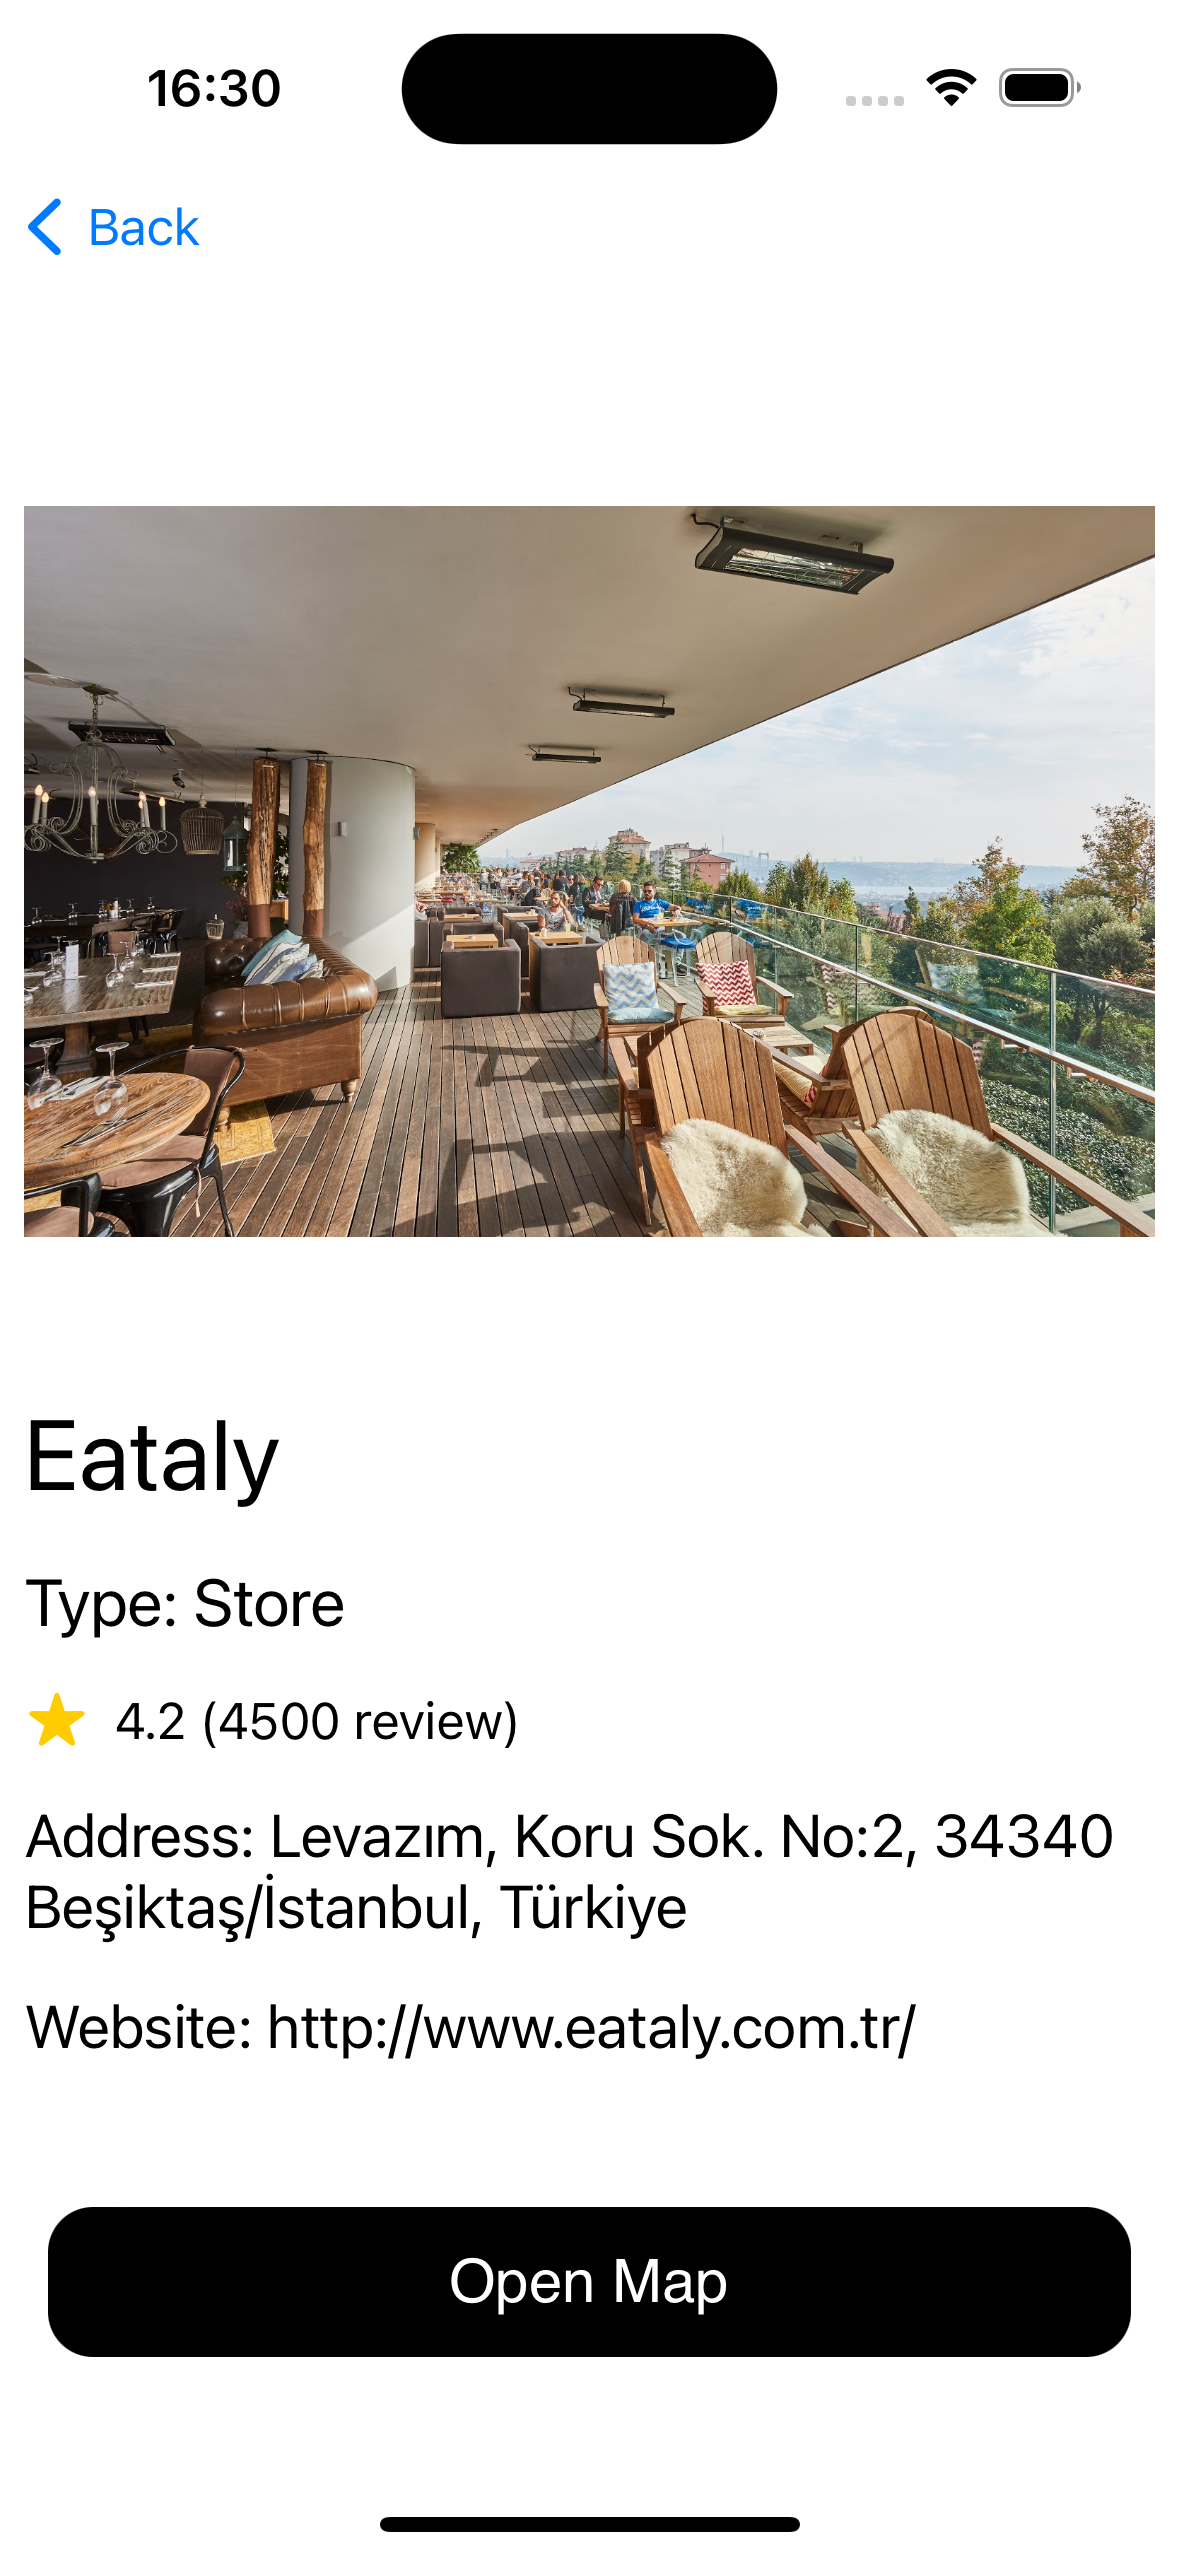 16:30
Back
Eataly
Type: Store
4.2 (4500 review)
Address: Levazım, Koru Sok. No:2, 34340
Beşiktaş/İstanbul, Türkiye
Website: http://www.eataly.com.tr/
Open Map